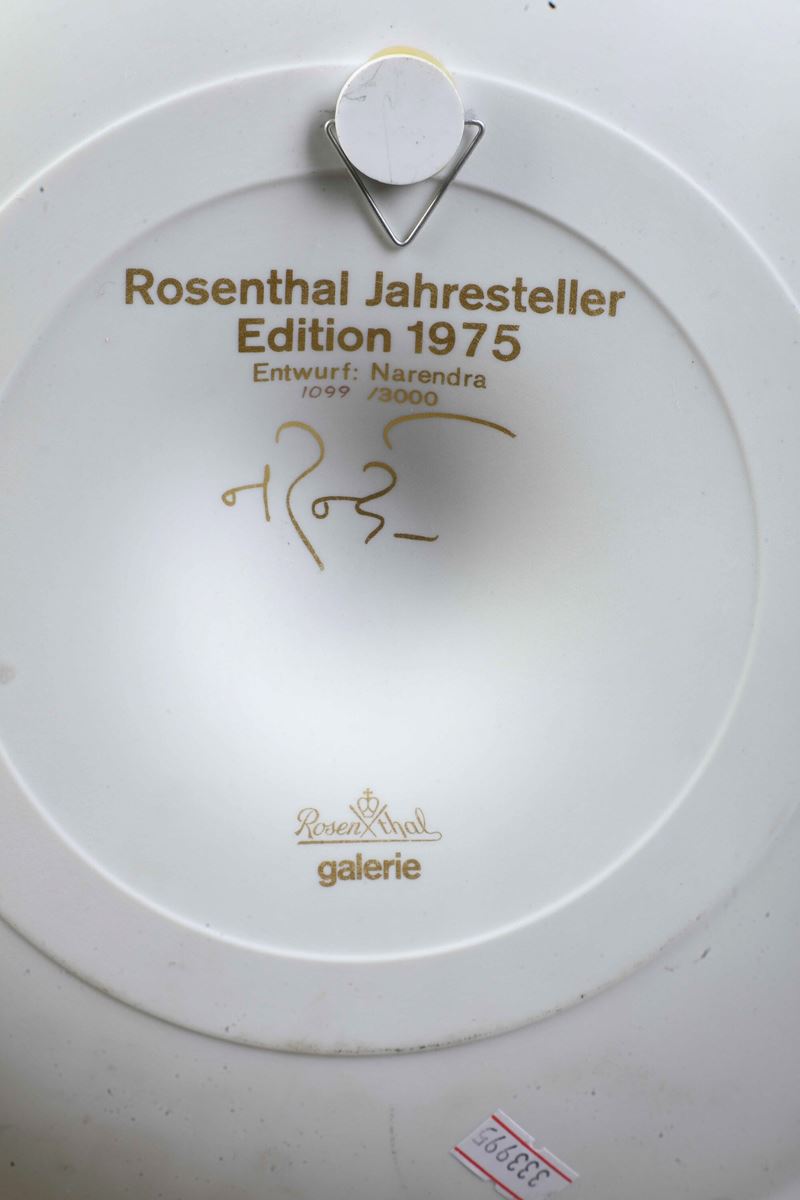 Rosenthal Jahresteller
Edition 1975
Entwurf: Narendra
1099 /3000
Rosenthal
galerie
333995